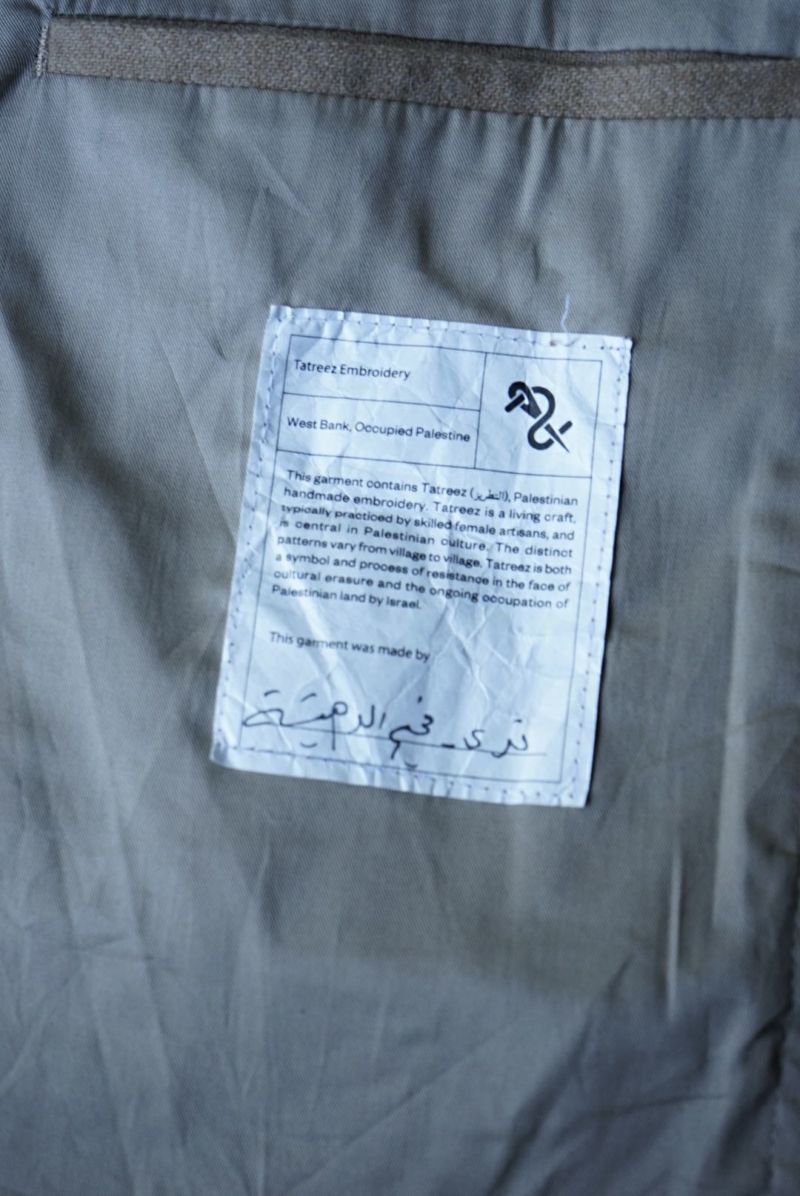 Tatreez Embroidery
West Bank, Occupied Palestine
This garment contains Tatreez (التطريز), Palestinian
handmade embroidery. Tatreez is a living craft,
typically practiced by skilled female artisans, and
is central in Palestinian culture. The distinct
patterns vary from village to village. Tatreez is both
a symbol and process of resistance in the face of
cultural erasure and the ongoing occupation of
Palestinian land by Israel.
This garment was made by